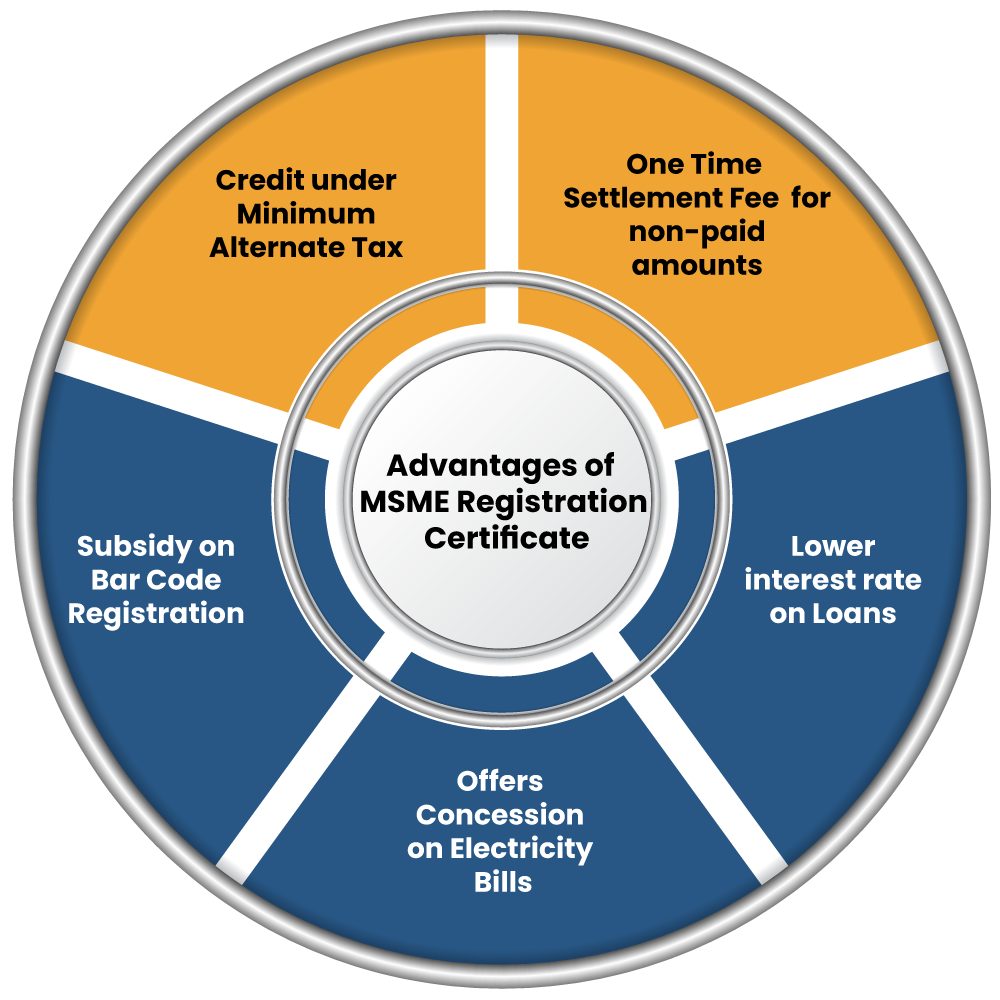 Credit under
Minimum
Alternate Tax
One Time
Settlement Fee for
non-paid
amounts
Advantages of
MSME Registration
Certificate
Subsidy on
Bar Code
Registration
Lower
interest rate
on Loans
Offers
Concession
on Electricity
Bills